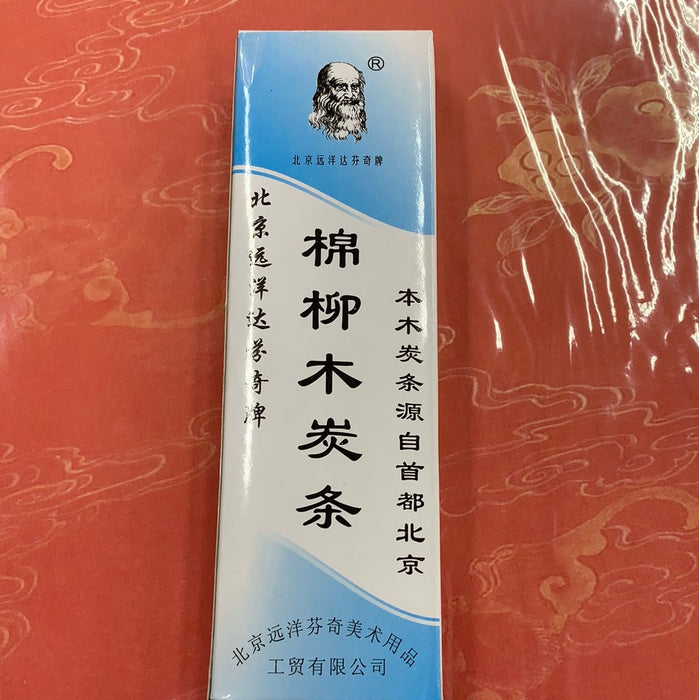 ®
北京远洋达芬奇牌
北京远洋达芬奇牌
棉柳木炭条
本木炭条源自首都北京
北京远洋芬奇美术用品
工贸有限公司